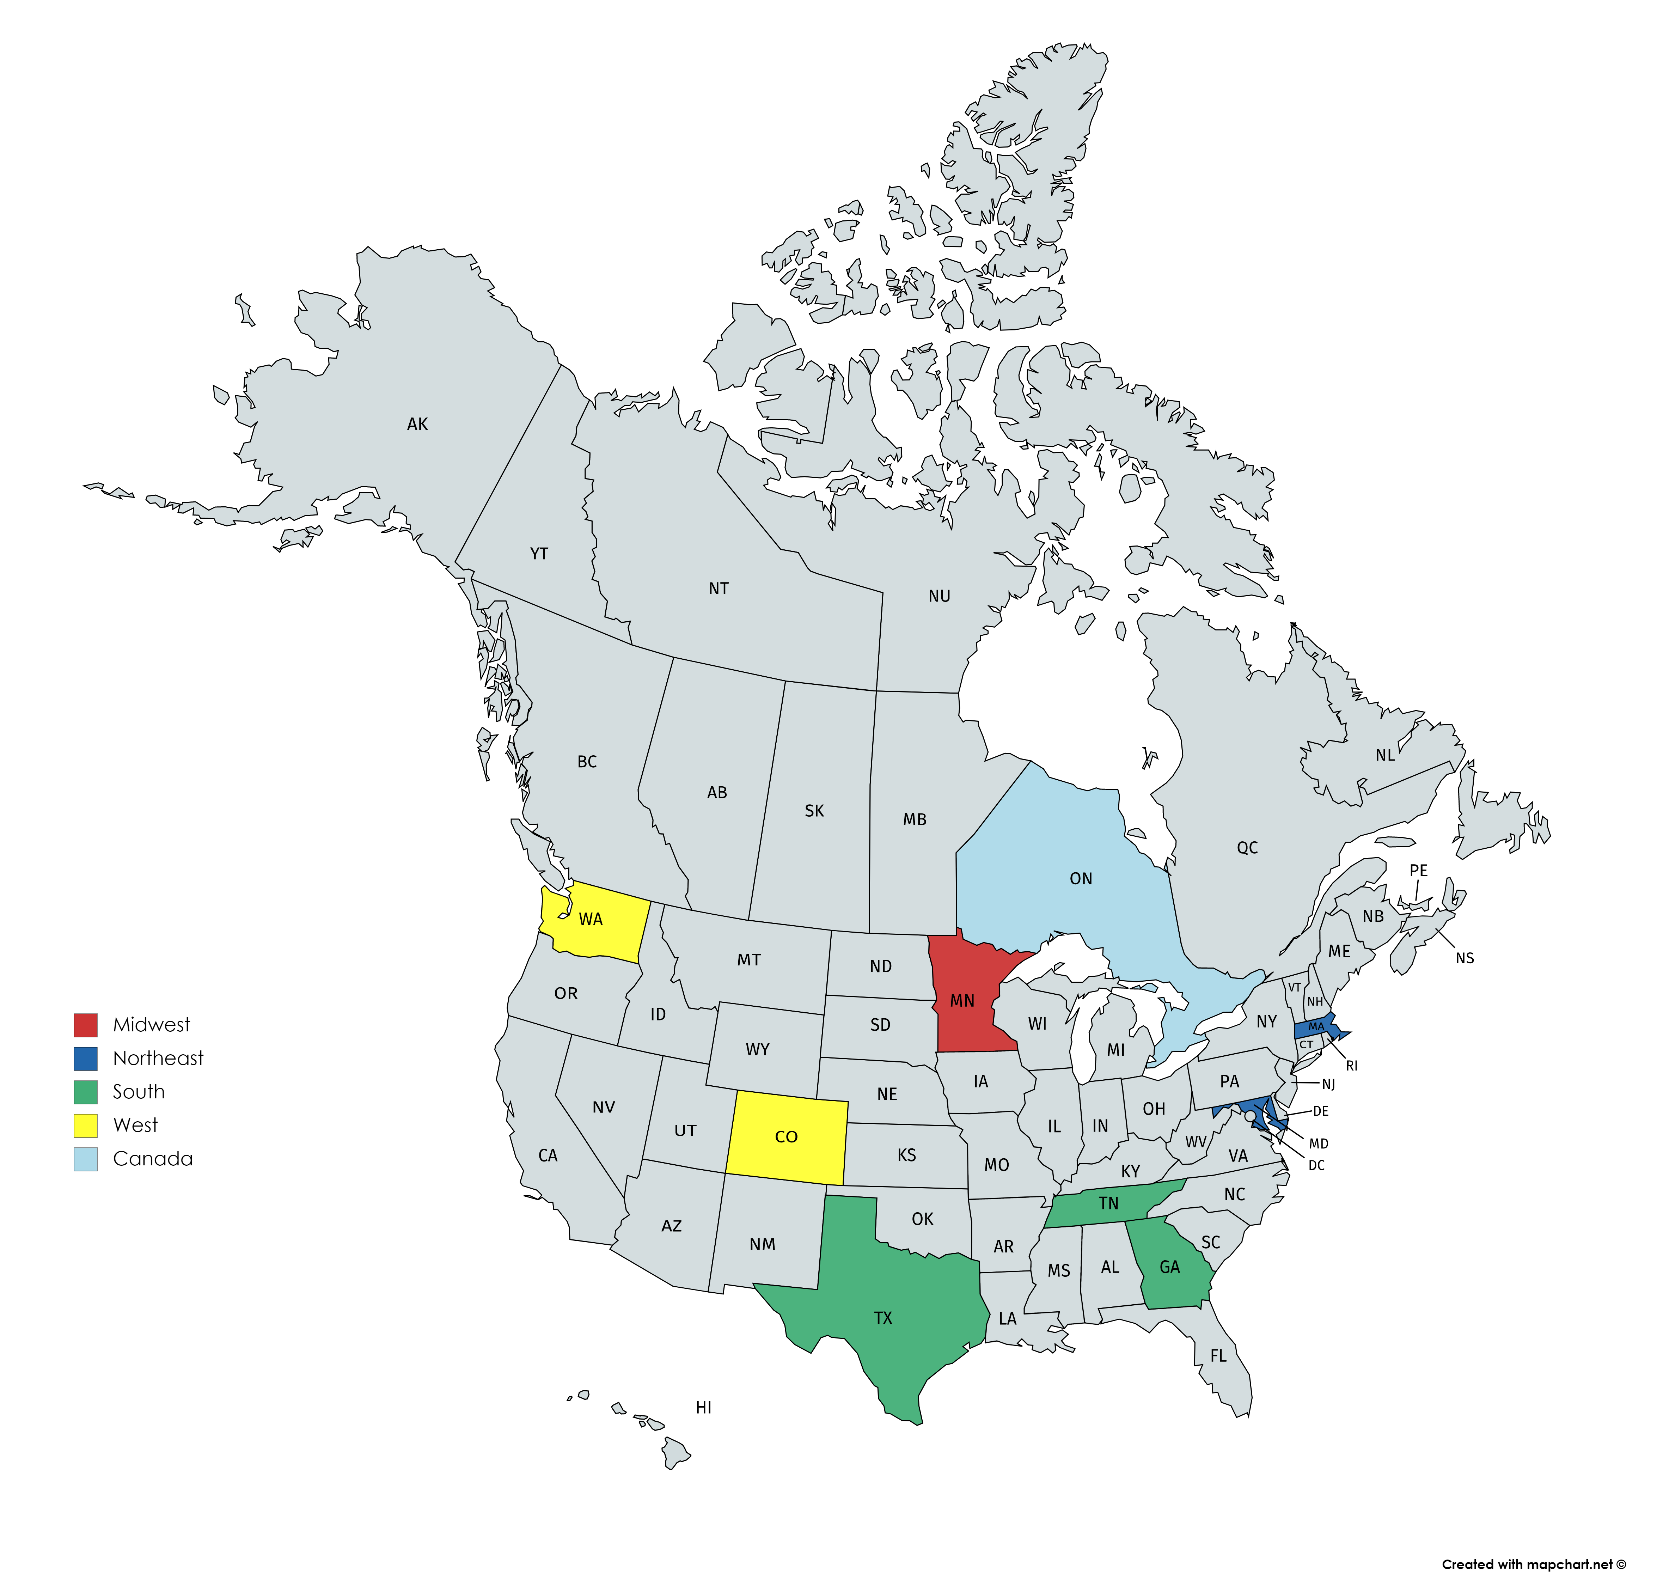 AK
YT
NT
NU
BC
AB
SK
MB
ON
QC
NL
PE
NB
NS
ME
WA
MT
ND
MN
OR
ID
SD
WI
MI
NY
VT
NH
MA
CT
RI
WY
IA
PA
NJ
NE
OH
DE
NV
UT
CO
IL
IN
WV
MD
CA
KS
MO
KY
VA
DC
AZ
NM
OK
TN
NC
AR
MS
AL
GA
SC
TX
LA
FL
HI
Midwest
Northeast
South
West
Canada
Created with mapchart.net ©